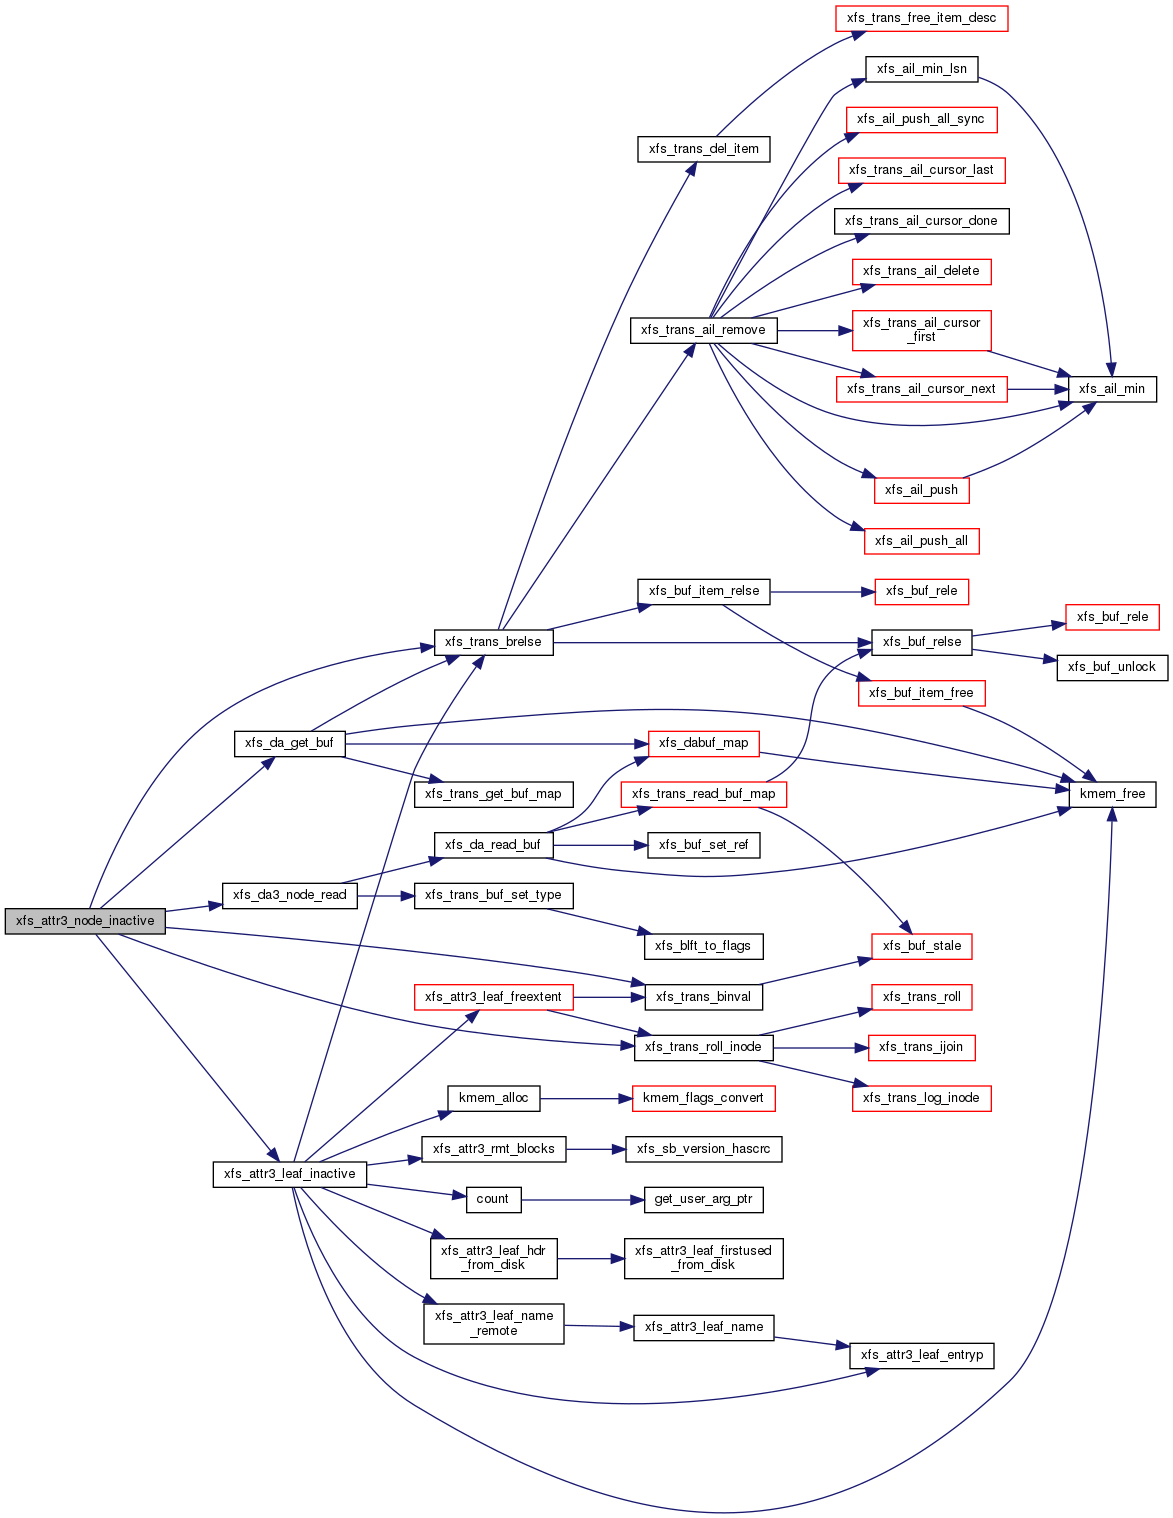 xfs_trans_free_item_desc
xfs_ail_min_lsn
xfs_ail_push_all_sync
xfs_trans_del_item
xfs_trans_ail_cursor_last
xfs_trans_ail_cursor_done
xfs_trans_ail_delete
xfs_trans_ail_remove
xfs_trans_ail_cursor
_first
xfs_trans_ail_cursor_next
xfs_ail_min
xfs_ail_push
xfs_ail_push_all
xfs_buf_item_relse
xfs_buf_rele
xfs_buf_rele
xfs_trans_brelse
xfs_buf_relse
xfs_buf_unlock
xfs_buf_item_free
xfs_da_get_buf
xfs_dabuf_map
xfs_trans_get_buf_map
xfs_trans_read_buf_map
kmem_free
xfs_da_read_buf
xfs_buf_set_ref
xfs_da3_node_read
xfs_trans_buf_set_type
xfs_attr3_node_inactive
xfs_blft_to_flags
xfs_buf_stale
xfs_attr3_leaf_freextent
xfs_trans_binval
xfs_trans_roll
xfs_trans_roll_inode
xfs_trans_ijoin
kmem_alloc
kmem_flags_convert
xfs_trans_log_inode
xfs_attr3_rmt_blocks
xfs_sb_version_hascrc
xfs_attr3_leaf_inactive
count
get_user_arg_ptr
xfs_attr3_leaf_hdr
_from_disk
xfs_attr3_leaf_firstused
_from_disk
xfs_attr3_leaf_name
_remote
xfs_attr3_leaf_name
xfs_attr3_leaf_entryp